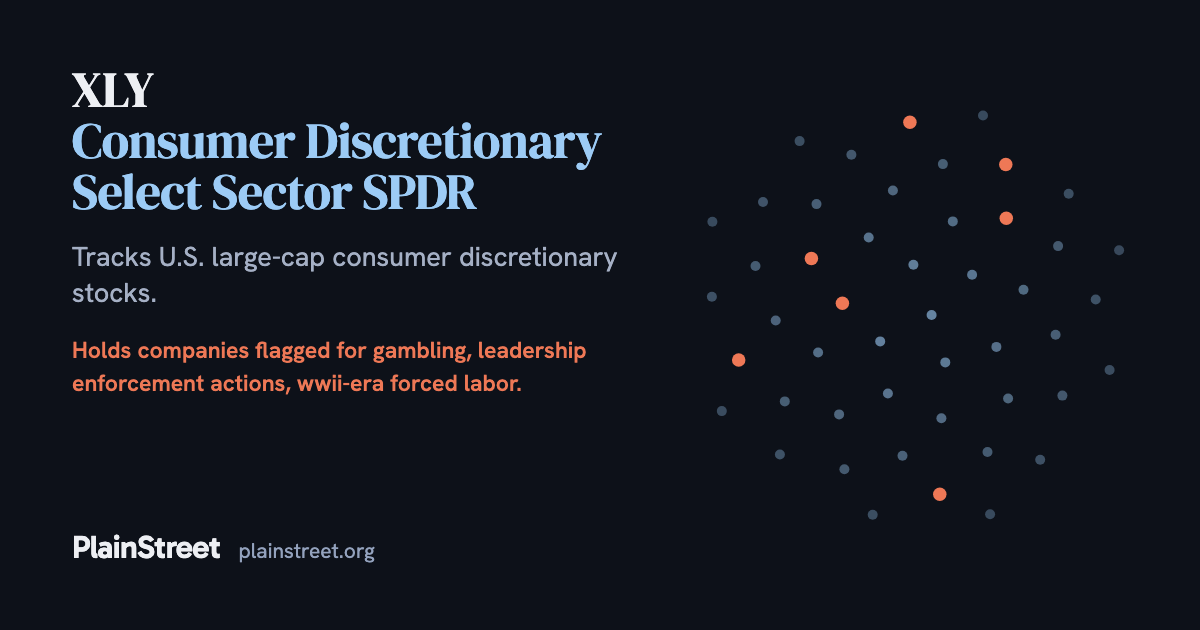 XLY
Consumer Discretionary
Select Sector SPDR
Tracks U.S. large-cap consumer discretionary
stocks.
Holds companies flagged for gambling, leadership
enforcement actions, wwii-era forced labor.
PlainStreet plainstreet.org